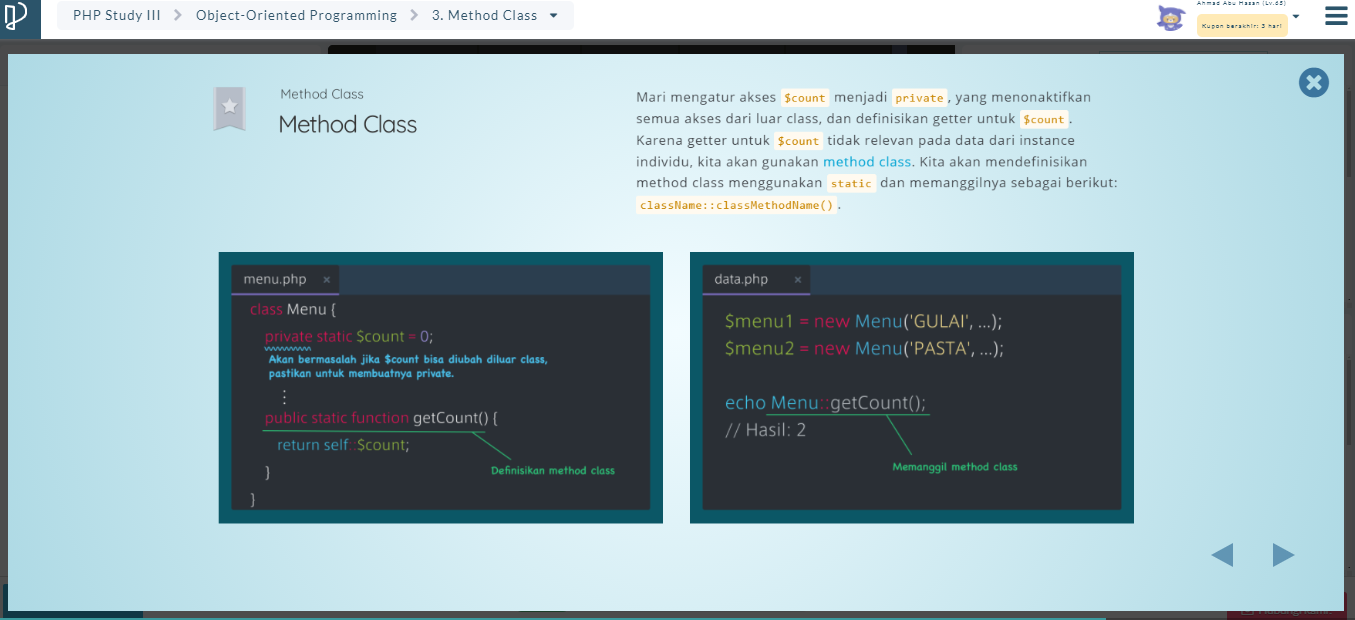 PHP Study III
Object-Oriented Programming
3. Method Class
Ahmad Abu Hasan (Lv.65)
Kupon berakhir: 3 hari
Method Class
Method Class
Mari mengatur akses $count menjadi private, yang menonaktifkan
semua akses dari luar class, dan definisikan getter untuk $count.
Karena getter untuk $count tidak relevan pada data dari instance
individu, kita akan gunakan method class. Kita akan mendefinisikan
method class menggunakan static dan memanggilnya sebagai berikut:
className::classMethodName().
menu.php ×
class Menu {
private static $count = 0;
Akan bermasalah jika $count bisa diubah diluar class,
pastikan untuk membuatnya private.
⋮
public static function getCount() {
return self::$count;
Definisikan method class
}
}
data.php ×
$menu1 = new Menu('GULAI', ...);
$menu2 = new Menu('PASTA', ...);
echo Menu::getCount();
// Hasil: 2
Memanggil method class